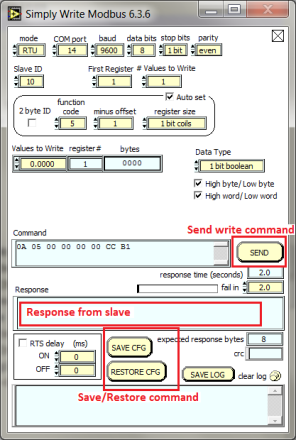 Simply Write Modbus 6.3.6
mode COM port baud data bits stop bits parity
RTU 14 9600 8 1 bit even
Slave ID First Register # Values to Write
10 1 1
Auto set
2 byte ID function code minus offset register size
5 1 1 bit coils
Values to Write register# bytes
0.0000 1 0000
Data Type
1 bit boolean
High byte/Low byte
High word/Low word
Send write command
Command
0A 05 00 00 00 00 CC B1
SEND
response time (seconds) 2.0
Response fail in 2.0
Response from slave
RTS delay (ms)
ON 0
OFF 0
SAVE CFG
RESTORE CFG
expected response bytes 8
crc
SAVE LOG clear log
Save/Restore command